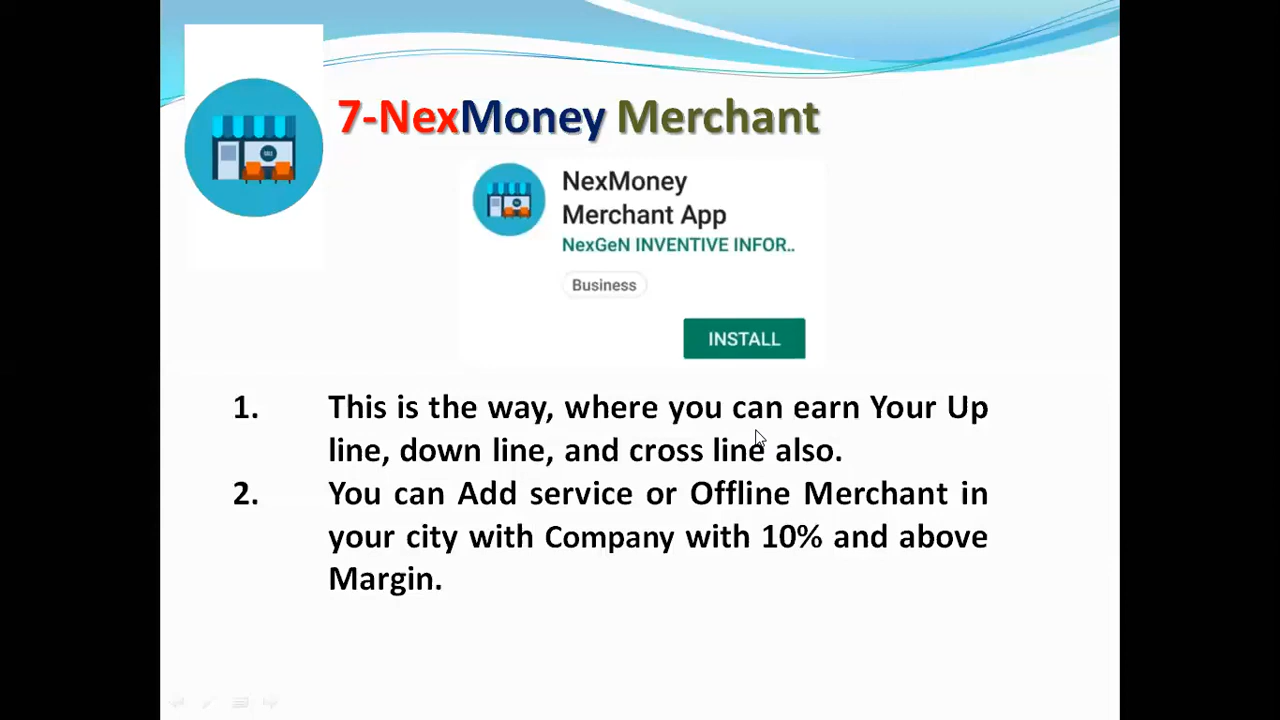 7-NexMoney Merchant
NexMoney
Merchant App
NexGeN INVENTIVE INFOR..
Business
INSTALL
1. This is the way, where you can earn Your Up
line, down line, and cross line also.
2. You can Add service or Offline Merchant in
your city with Company with 10% and above
Margin.